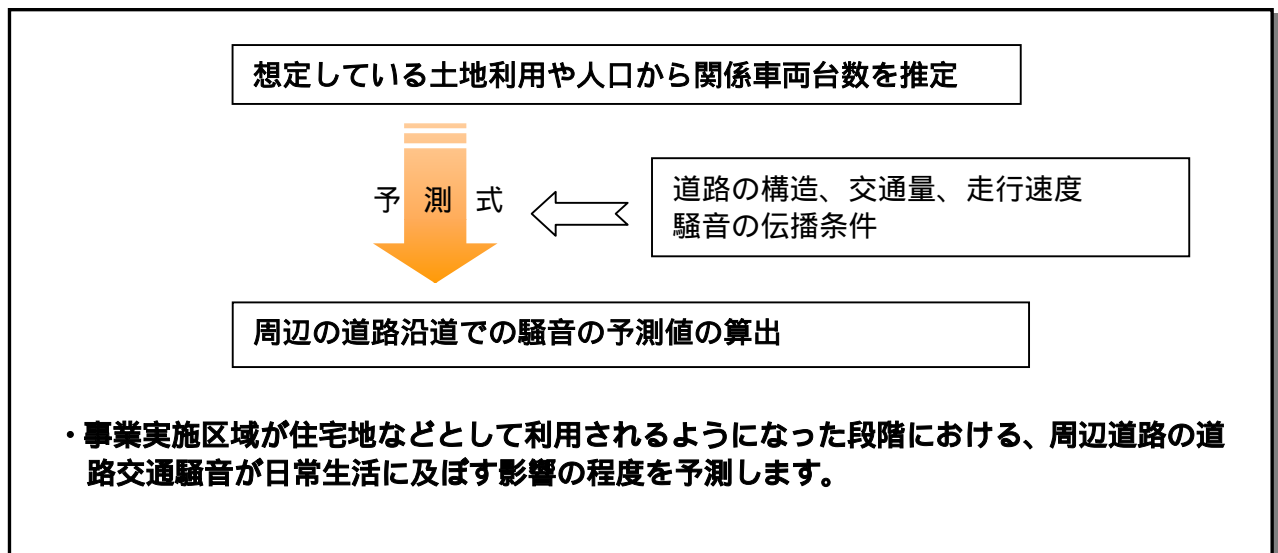 想定している土地利用や人口から関係車両台数を推定
予 測 式
道路の構造、交通量、走行速度
騒音の伝播条件
周辺の道路沿道での騒音の予測値の算出
・事業実施区域が住宅地などとして利用されるようになった段階における、周辺道路の道
路交通騒音が日常生活に及ぼす影響の程度を予測します。